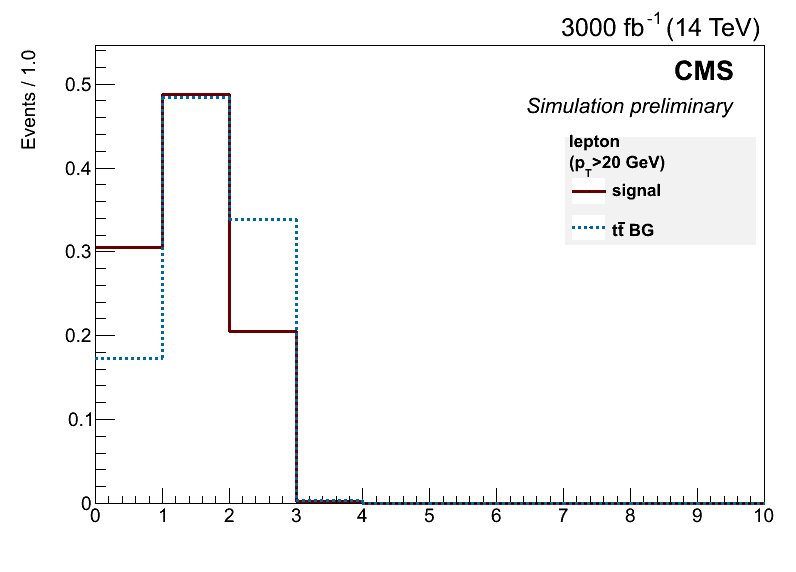 3000 fb⁻¹ (14 TeV)
CMS
Simulation preliminary
lepton
(p_T>20 GeV)
signal
tt̄ BG
Events / 1.0
0.5
0.4
0.3
0.2
0.1
0
0 1 2 3 4 5 6 7 8 9 10